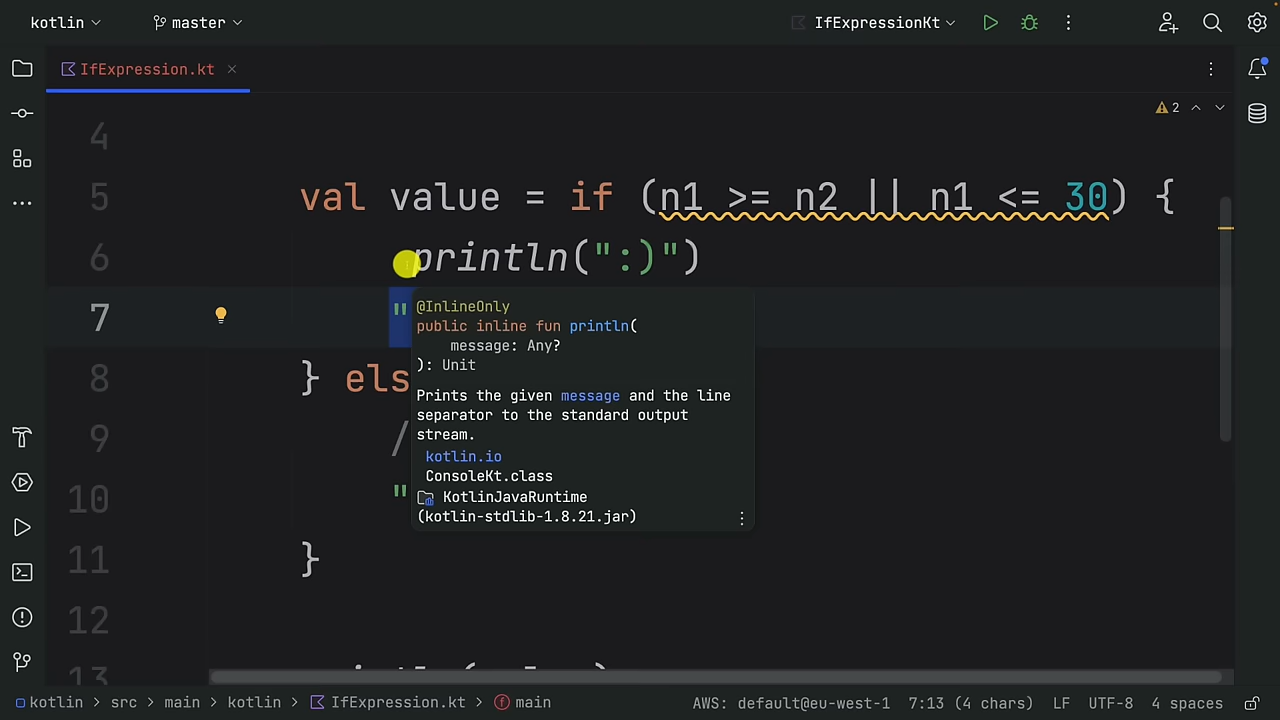 kotlin master IfExpressionKt
IfExpression.kt
2
4
5 val value = if (n1 >= n2 || n1 <= 30) {
6 println(":)")
7 "
@InlineOnly
public inline fun println(
message: Any?
): Unit
Prints the given message and the line
separator to the standard output
stream.
kotlin.io
ConsoleKt.class
KotlinJavaRuntime
(kotlin-stdlib-1.8.21.jar)
8 } els
9 /
10 "
11 }
12
13
kotlin > src > main > kotlin > IfExpression.kt > main AWS: default@eu-west-1 7:13 (4 chars) LF UTF-8 4 spaces